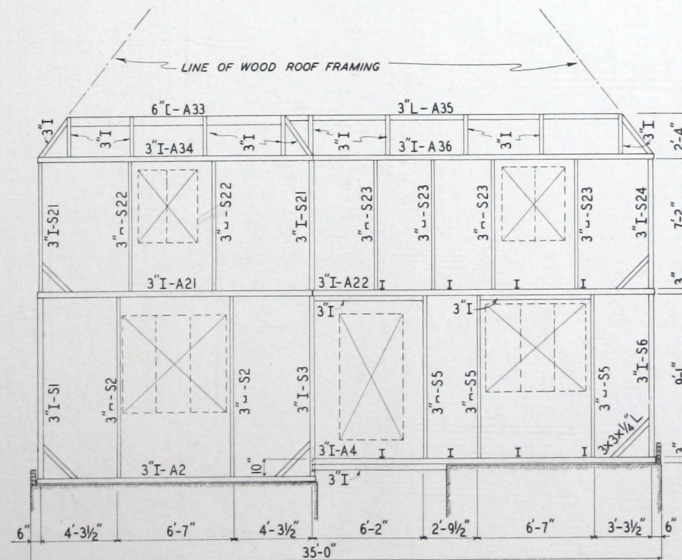 LINE OF WOOD ROOF FRAMING
6"[-A33
3"L-A35
3"I
3"I
3"I
3"I
3"I
3"I
3"I-A34
3"I-A36
2'-4"
3"I-S21
3"⊏-S22
3"⊏-S22
3"I-S21
3"⊏-S23
3"⊏-S23
3"⊏-S23
3"⊏-S23
3"I-S24
7'-2"
3"I-A21
3"I-A22
I
I
I
I
3"
3"I
3"I
3"I-S1
3"⊏-S2
3"⊏-S2
3"I-S3
3"⊏-S5
3"⊏-S5
3"⊏-S5
3"I-S6
9'-1"
3x3x¼" L
3"I-A2
10"
3"I-A4
I
I
I
I
3"
3"I
6"
4'-3½"
6'-7"
4'-3½"
6'-2"
2'-9½"
6'-7"
3'-3½"
6"
35'-0"